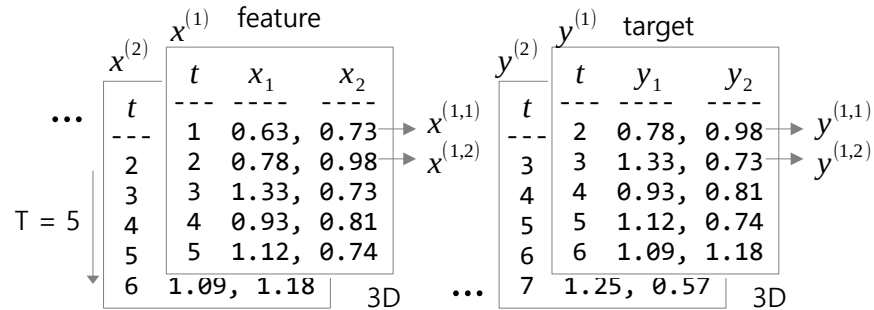 x^(1) feature
x^(2)
t x₁ x₂
--- ---- ----
1 0.63, 0.73 → x^(1,1)
2 0.78, 0.98 → x^(1,2)
3 1.33, 0.73
4 0.93, 0.81
5 1.12, 0.74
...
t
---
2
3
4
5
6 1.09, 1.18
T = 5
3D
y^(1) target
y^(2)
t y₁ y₂
--- ---- ----
2 0.78, 0.98 → y^(1,1)
3 1.33, 0.73 → y^(1,2)
4 0.93, 0.81
5 1.12, 0.74
6 1.09, 1.18
t
---
3
4
5
6
... 7 1.25, 0.57
3D